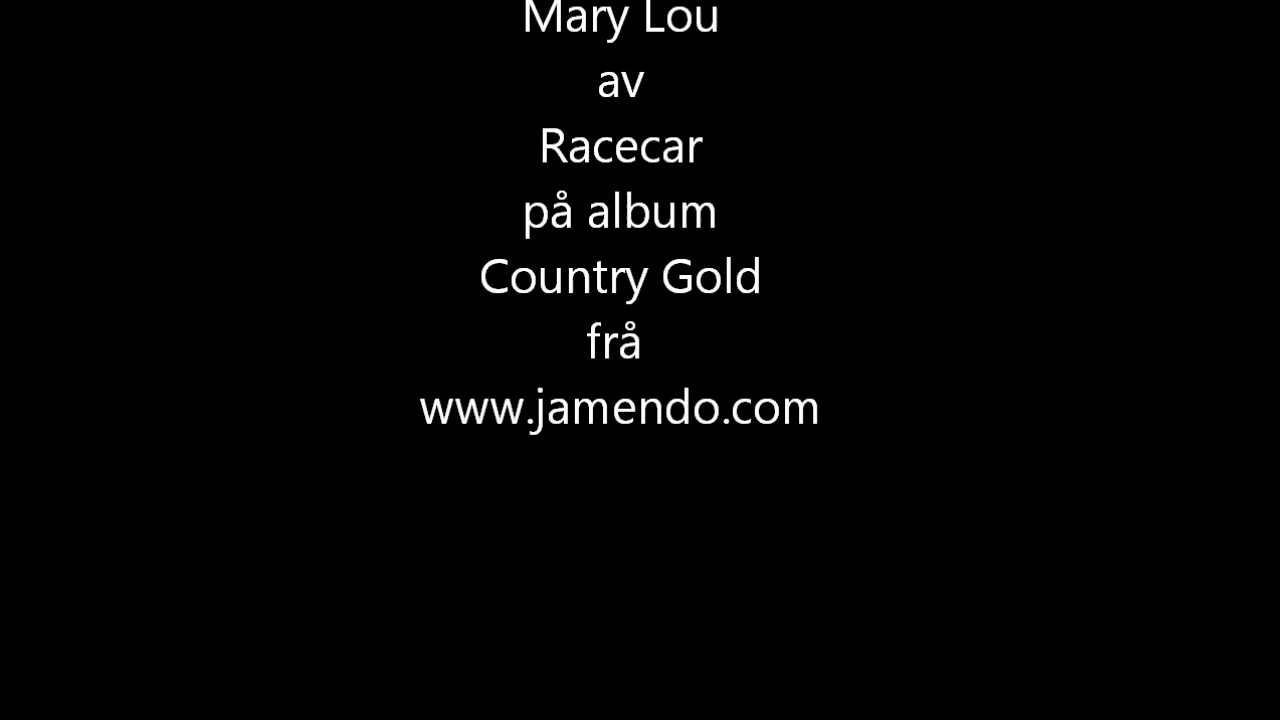 Mary Lou
av
Racecar
på album
Country Gold
frå
www.jamendo.com